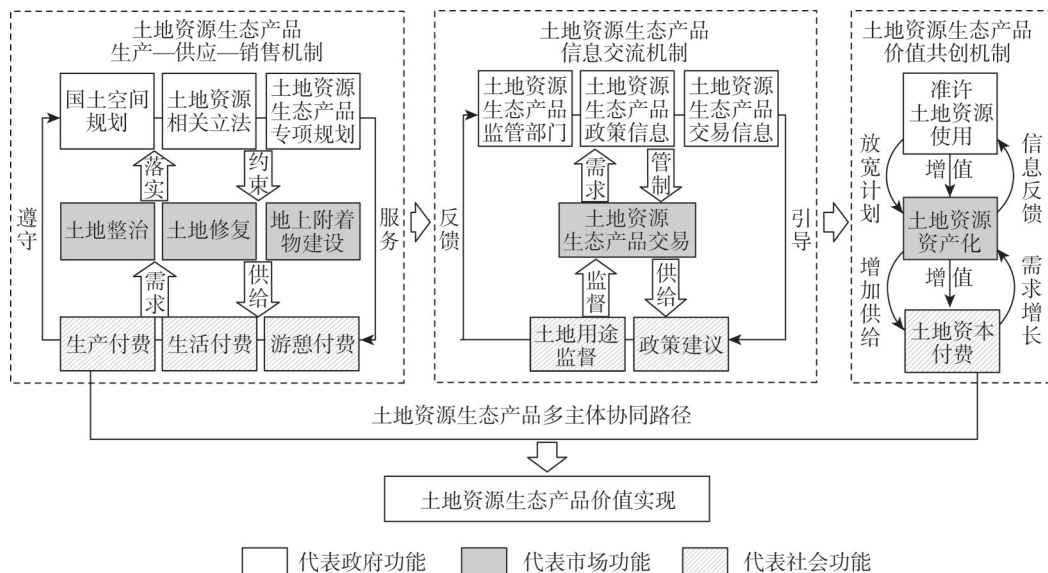 土地资源生态产品
生产—供应—销售机制
国土空间
规划
土地资源
相关立法
土地资源
生态产品
专项规划
落实
约束
遵守
服务
土地整治
土地修复
地上附着
物建设
需求
供给
生产付费
生活付费
游憩付费
土地资源生态产品
信息交流机制
土地资源
生态产品
监管部门
土地资源
生态产品
政策信息
土地资源
生态产品
交易信息
需求
管制
反馈
引导
土地资源
生态产品交易
监督
供给
土地用途
监督
政策建议
土地资源生态产品
价值共创机制
准许
土地资源
使用
放宽计划
增值
信息反馈
土地资源
资产化
增加供给
增值
需求增长
土地资本
付费
土地资源生态产品多主体协同路径
土地资源生态产品价值实现
代表政府功能
代表市场功能
代表社会功能